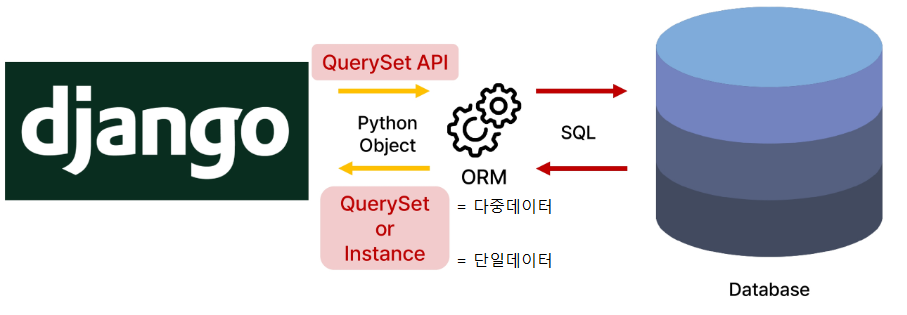 django
QuerySet API
Python
Object
ORM
SQL
QuerySet = 다중데이터
or
Instance = 단일데이터
Database